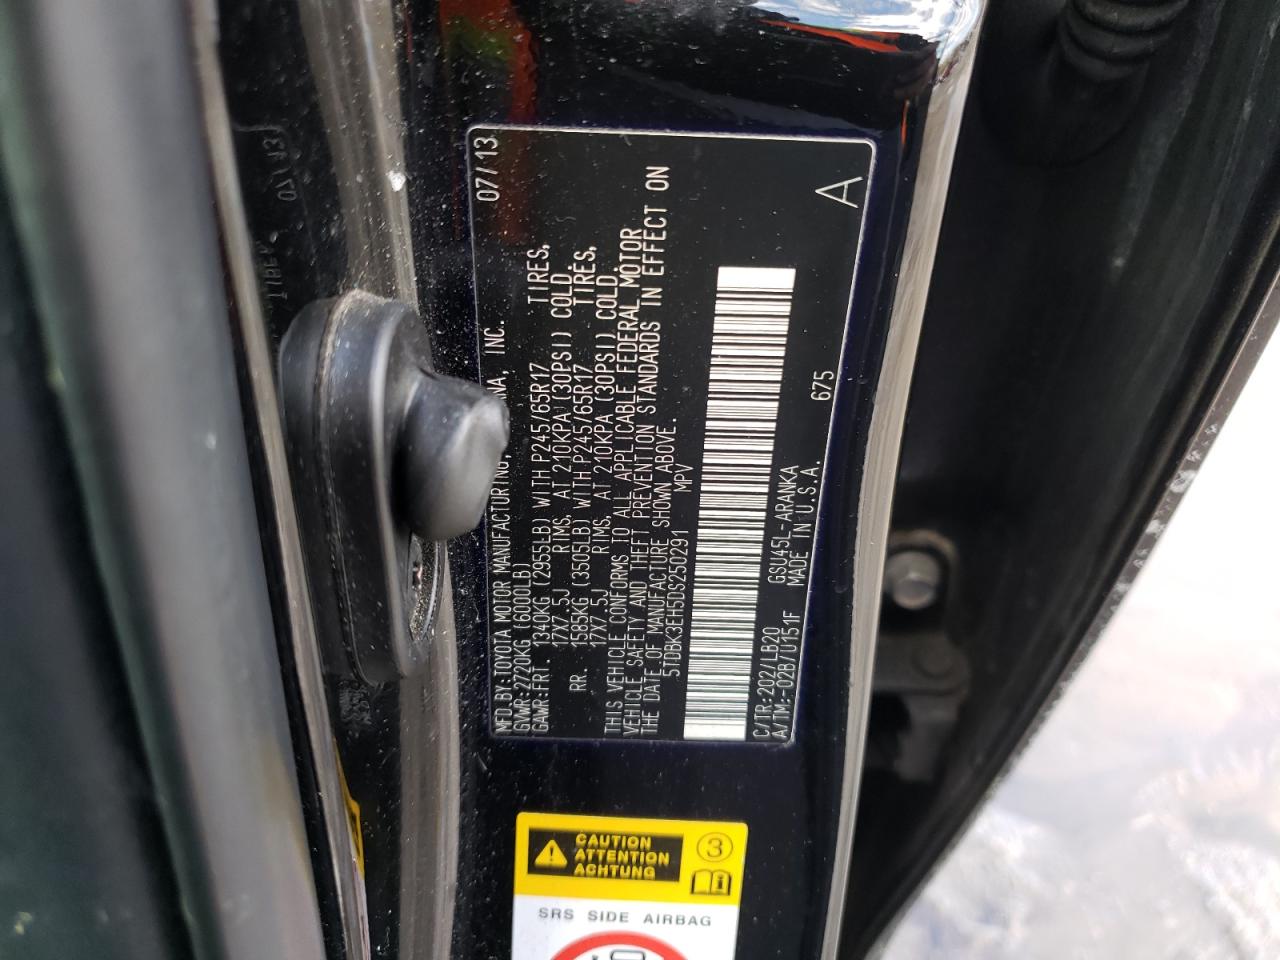 MFD.BY:TOYOTA MOTOR MANUFACTURING, INC. 07/13
GVWR:2720KG (6000LB)
GAWR:FRT. 1340KG (2955LB) WITH P245/65R17 TIRES,
17X7.5J RIMS, AT 210KPA (30PSI) COLD.
RR. 1585KG (3505LB) WITH P245/65R17 TIRES,
17X7.5J RIMS, AT 210KPA (30PSI) COLD.
THIS VEHICLE CONFORMS TO ALL APPLICABLE FEDERAL MOTOR
VEHICLE SAFETY AND THEFT PREVENTION STANDARDS IN EFFECT ON
THE DATE OF MANUFACTURE SHOWN ABOVE.
5TDBK3EH5DS250291 MPV
C/TR:202/LB20 GSU45L-ARANKA 675 A
A/TM:-02B/U151F MADE IN U.S.A.
CAUTION
ATTENTION
ACHTUNG
3
SRS SIDE AIRBAG